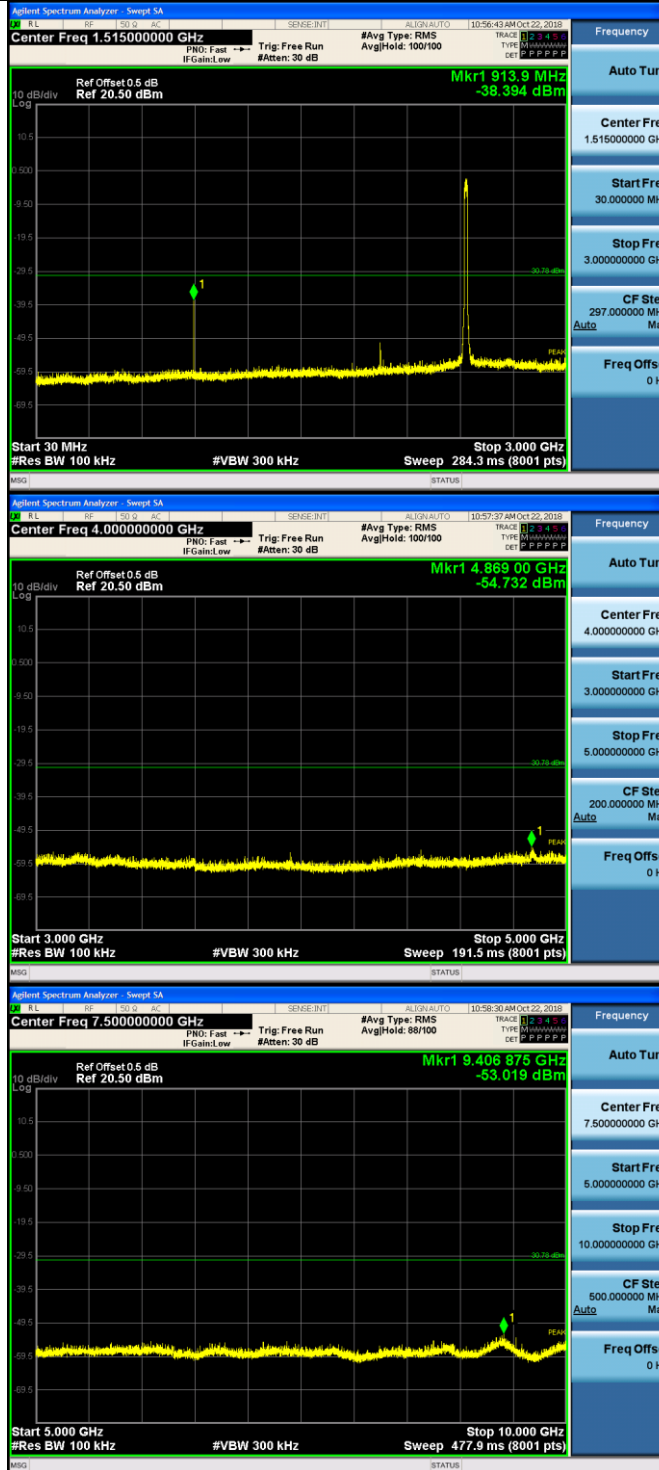 Agilent Spectrum Analyzer - Swept SA
RL RF 50 Ω AC SENSE:INT ALIGNAUTO 10:56:43 AM Oct 22, 2018
Center Freq 1.515000000 GHz
PNO: Fast
IFGain:Low
Trig: Free Run
#Atten: 30 dB
#Avg Type: RMS
Avg|Hold: 100/100
TRACE 1 2 3 4 5 6
TYPE M
DET P P P P P P
Ref Offset 0.5 dB
Ref 20.50 dBm
10 dB/div
Log
Mkr1 913.9 MHz
-38.394 dBm
10.5
0.500
-9.50
-19.5
-29.5
-39.5
-49.5
-59.5
-69.5
30.78 dBm
1
PEAK
Start 30 MHz
#Res BW 100 kHz
#VBW 300 kHz
Stop 3.000 GHz
Sweep 284.3 ms (8001 pts)
MSG
STATUS
Frequency
Auto Tun
Center Fre
1.515000000 GH
Start Fre
30.000000 MH
Stop Fre
3.000000000 GH
CF Ste
297.000000 MH
Auto Ma
Freq Offs
0 H
Agilent Spectrum Analyzer - Swept SA
RL RF 50 Ω AC SENSE:INT ALIGNAUTO 10:57:37 AM Oct 22, 2018
Center Freq 4.000000000 GHz
PNO: Fast
IFGain:Low
Trig: Free Run
#Atten: 30 dB
#Avg Type: RMS
Avg|Hold: 100/100
TRACE 1 2 3 4 5 6
TYPE M
DET P P P P P P
Ref Offset 0.5 dB
Ref 20.50 dBm
10 dB/div
Log
Mkr1 4.869 00 GHz
-54.732 dBm
10.5
0.500
-9.50
-19.5
-29.5
-39.5
-49.5
-59.5
-69.5
30.78 dBm
1
PEAK
Start 3.000 GHz
#Res BW 100 kHz
#VBW 300 kHz
Stop 5.000 GHz
Sweep 191.5 ms (8001 pts)
MSG
STATUS
Frequency
Auto Tun
Center Fre
4.000000000 GH
Start Fre
3.000000000 GH
Stop Fre
5.000000000 GH
CF Ste
200.000000 MH
Auto Ma
Freq Offs
0 H
Agilent Spectrum Analyzer - Swept SA
RL RF 50 Ω AC SENSE:INT ALIGNAUTO 10:58:30 AM Oct 22, 2018
Center Freq 7.500000000 GHz
PNO: Fast
IFGain:Low
Trig: Free Run
#Atten: 30 dB
#Avg Type: RMS
Avg|Hold: 88/100
TRACE 1 2 3 4 5 6
TYPE M
DET P P P P P P
Ref Offset 0.5 dB
Ref 20.50 dBm
10 dB/div
Log
Mkr1 9.406 875 GHz
-53.019 dBm
10.5
0.500
-9.50
-19.5
-29.5
-39.5
-49.5
-59.5
-69.5
30.78 dBm
1
PEAK
Start 5.000 GHz
#Res BW 100 kHz
#VBW 300 kHz
Stop 10.000 GHz
Sweep 477.9 ms (8001 pts)
MSG
STATUS
Frequency
Auto Tun
Center Fre
7.500000000 GH
Start Fre
5.000000000 GH
Stop Fre
10.000000000 GH
CF Ste
500.000000 MH
Auto Ma
Freq Offs
0 H